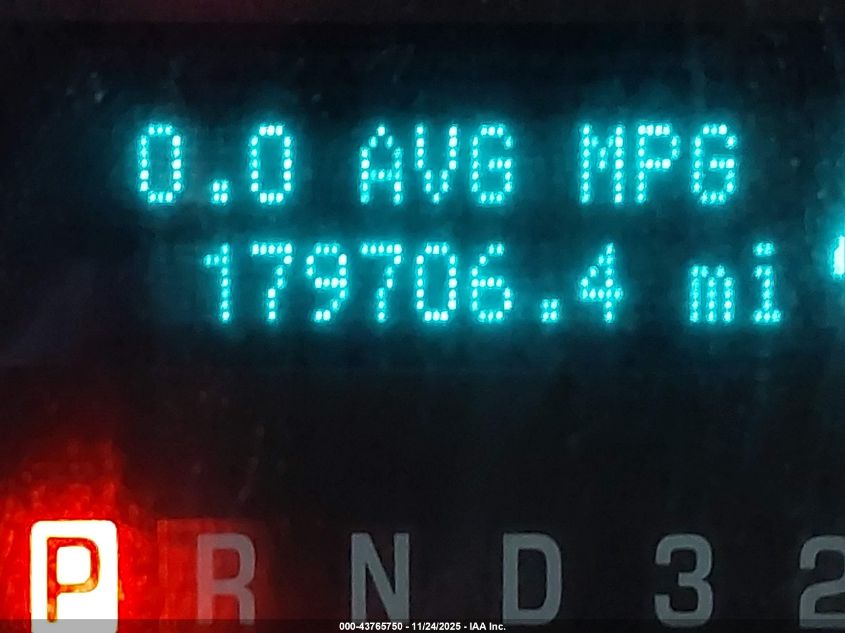 0.0 AVG MPG
179706.4 mi
P R N D 3 2
000-43765750 - 11/24/2025 - IAA Inc.